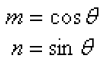 m = cos θ
n = sin θ